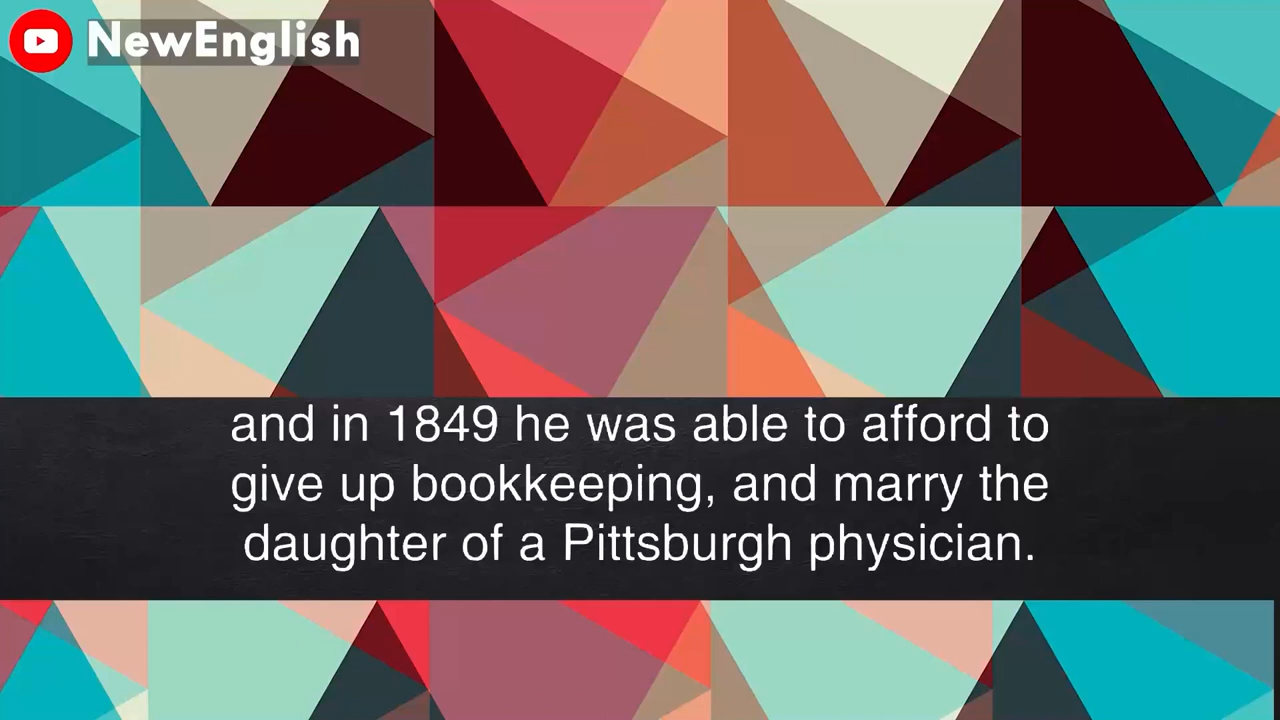 NewEnglish
and in 1849 he was able to afford to
give up bookkeeping, and marry the
daughter of a Pittsburgh physician.